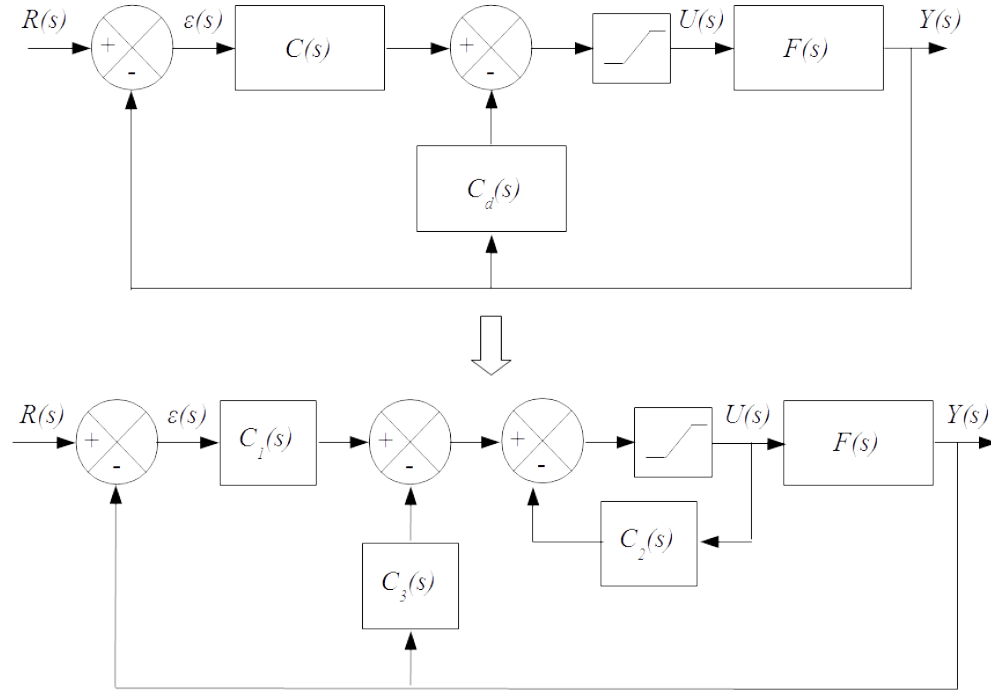 R(s) ε(s) C(s) U(s) F(s) Y(s)
+ - + -
C_d(s)
R(s) ε(s) C_1(s) U(s) F(s) Y(s)
+ - + - + -
C_2(s)
C_3(s)